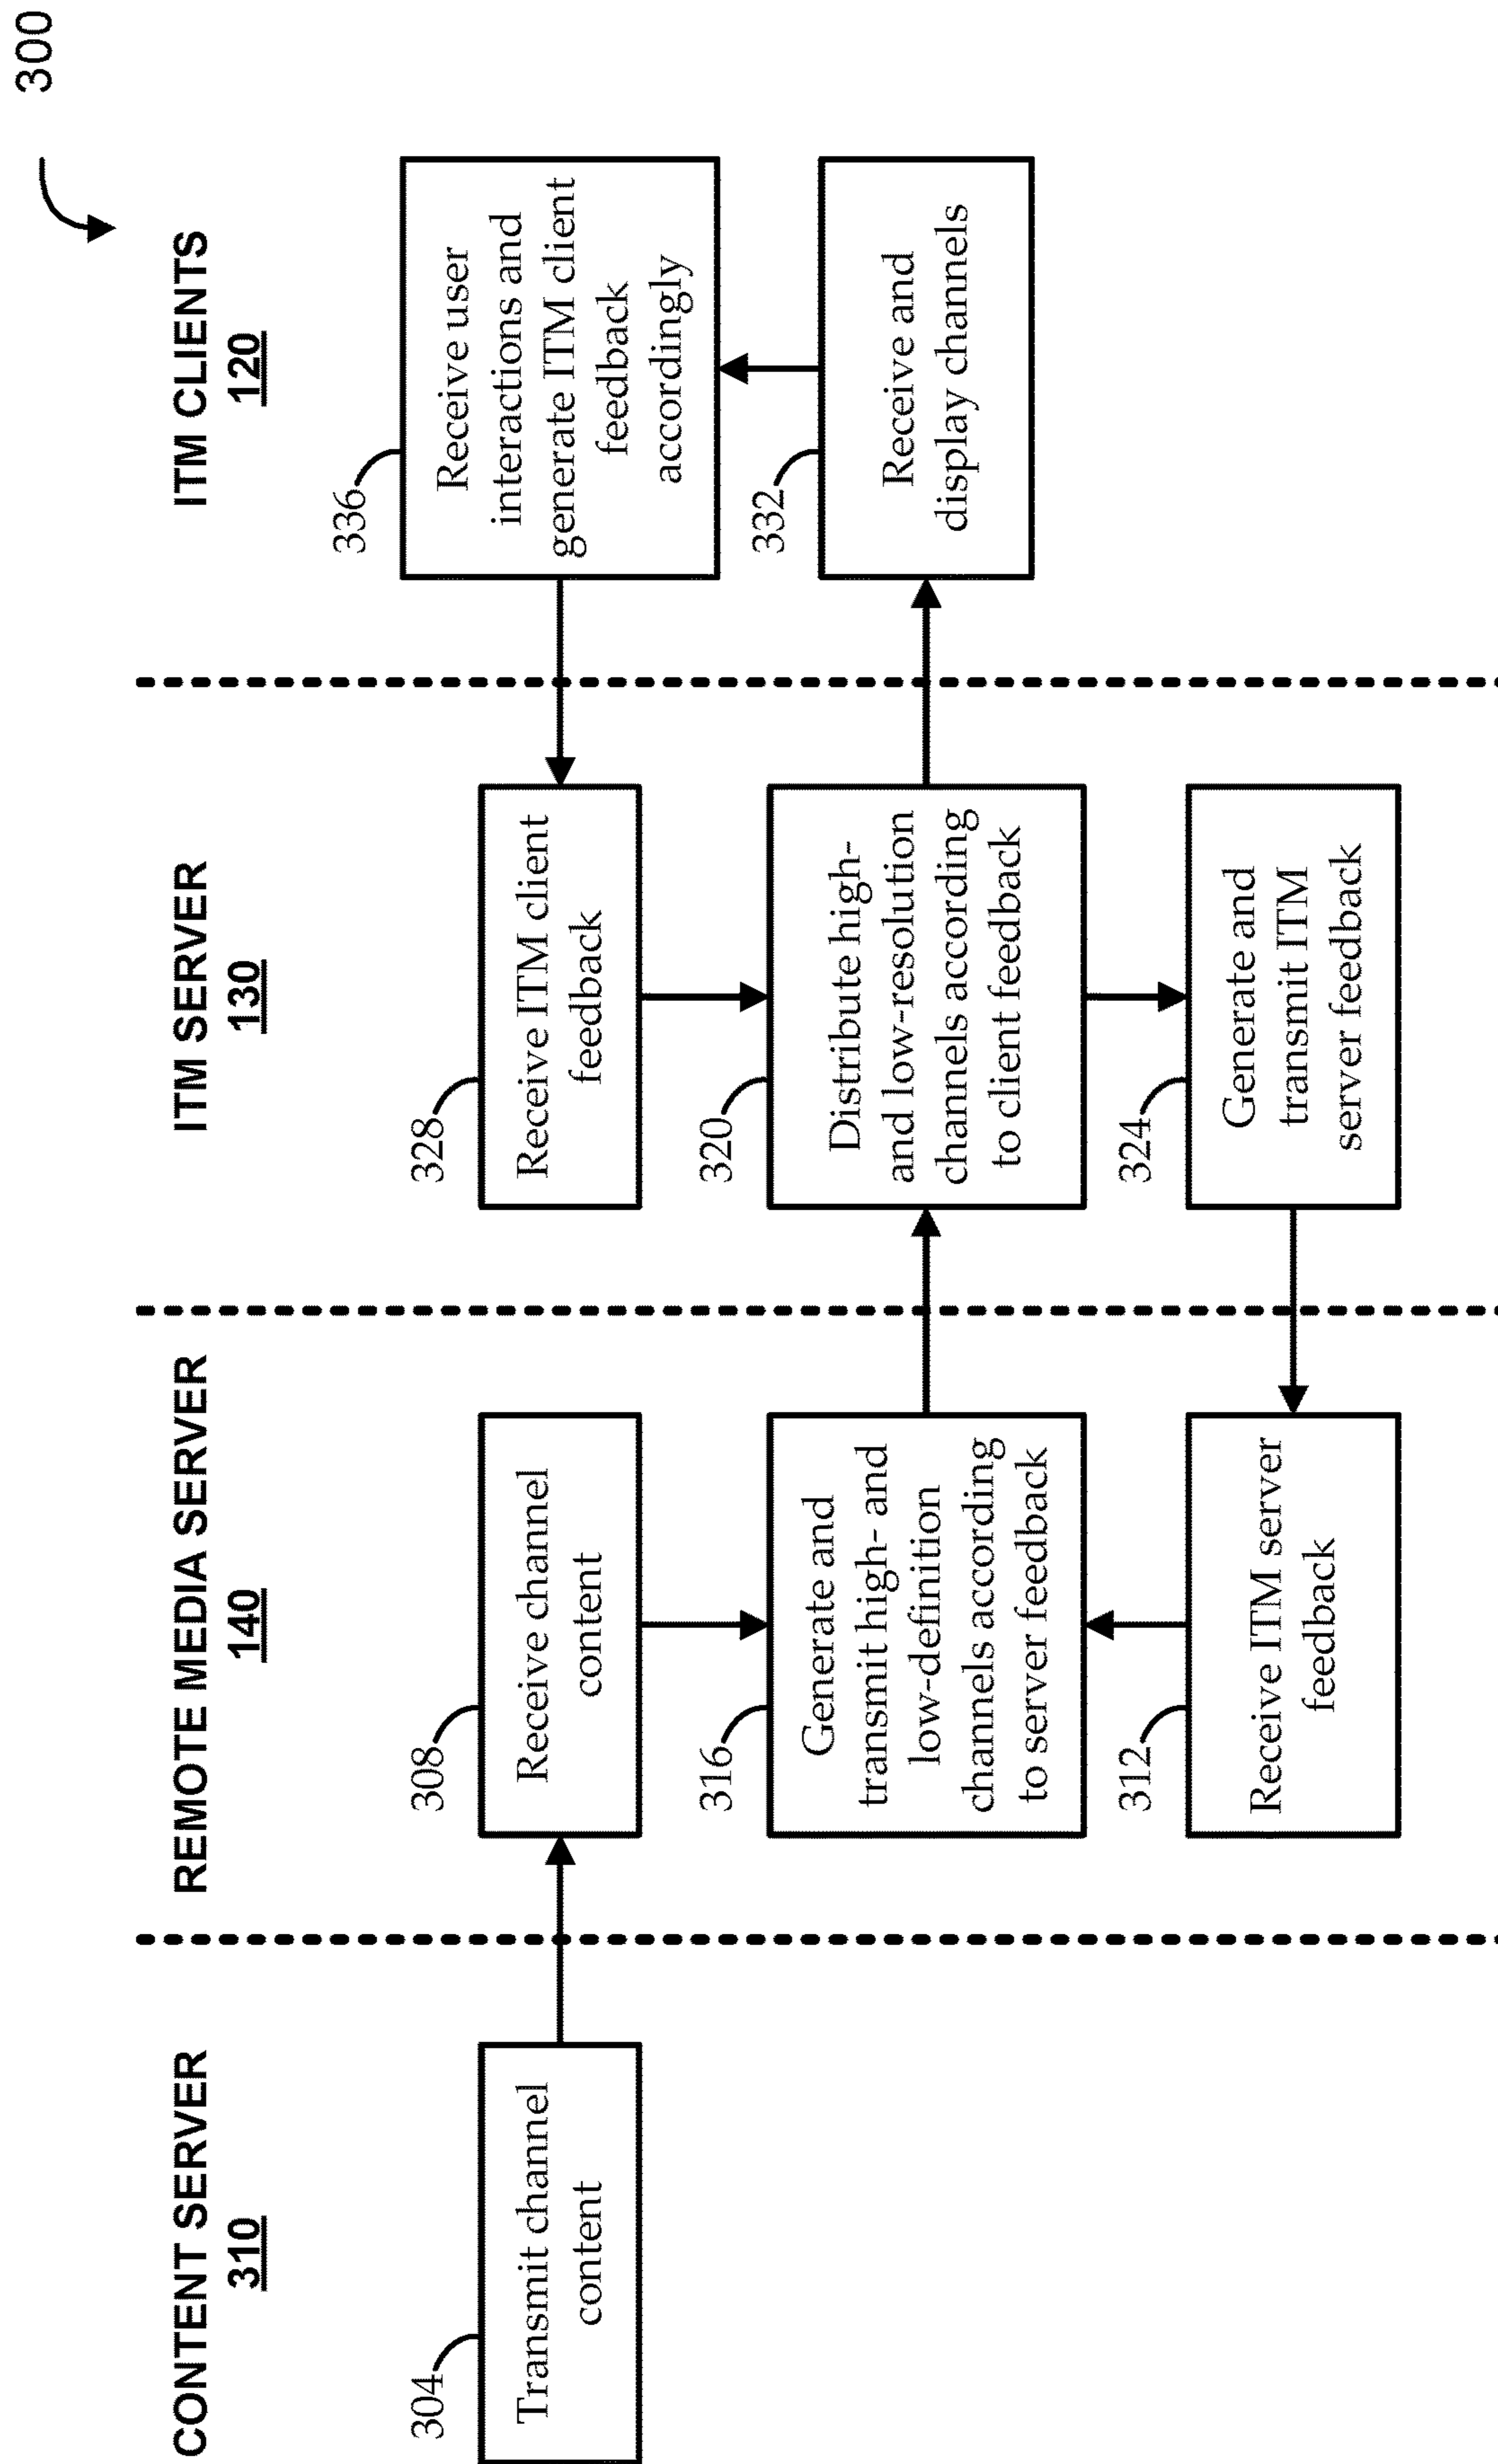 300
CONTENT SERVER
310
REMOTE MEDIA SERVER
140
ITM SERVER
130
ITM CLIENTS
120
304
Transmit channel
content
308
Receive channel
content
316
Generate and
transmit high- and
low-definition
channels according
to server feedback
312
Receive ITM server
feedback
328
Receive ITM client
feedback
320
Distribute high-
and low-resolution
channels according
to client feedback
324
Generate and
transmit ITM
server feedback
336
Receive user
interactions and
generate ITM client
feedback
accordingly
332
Receive and
display channels